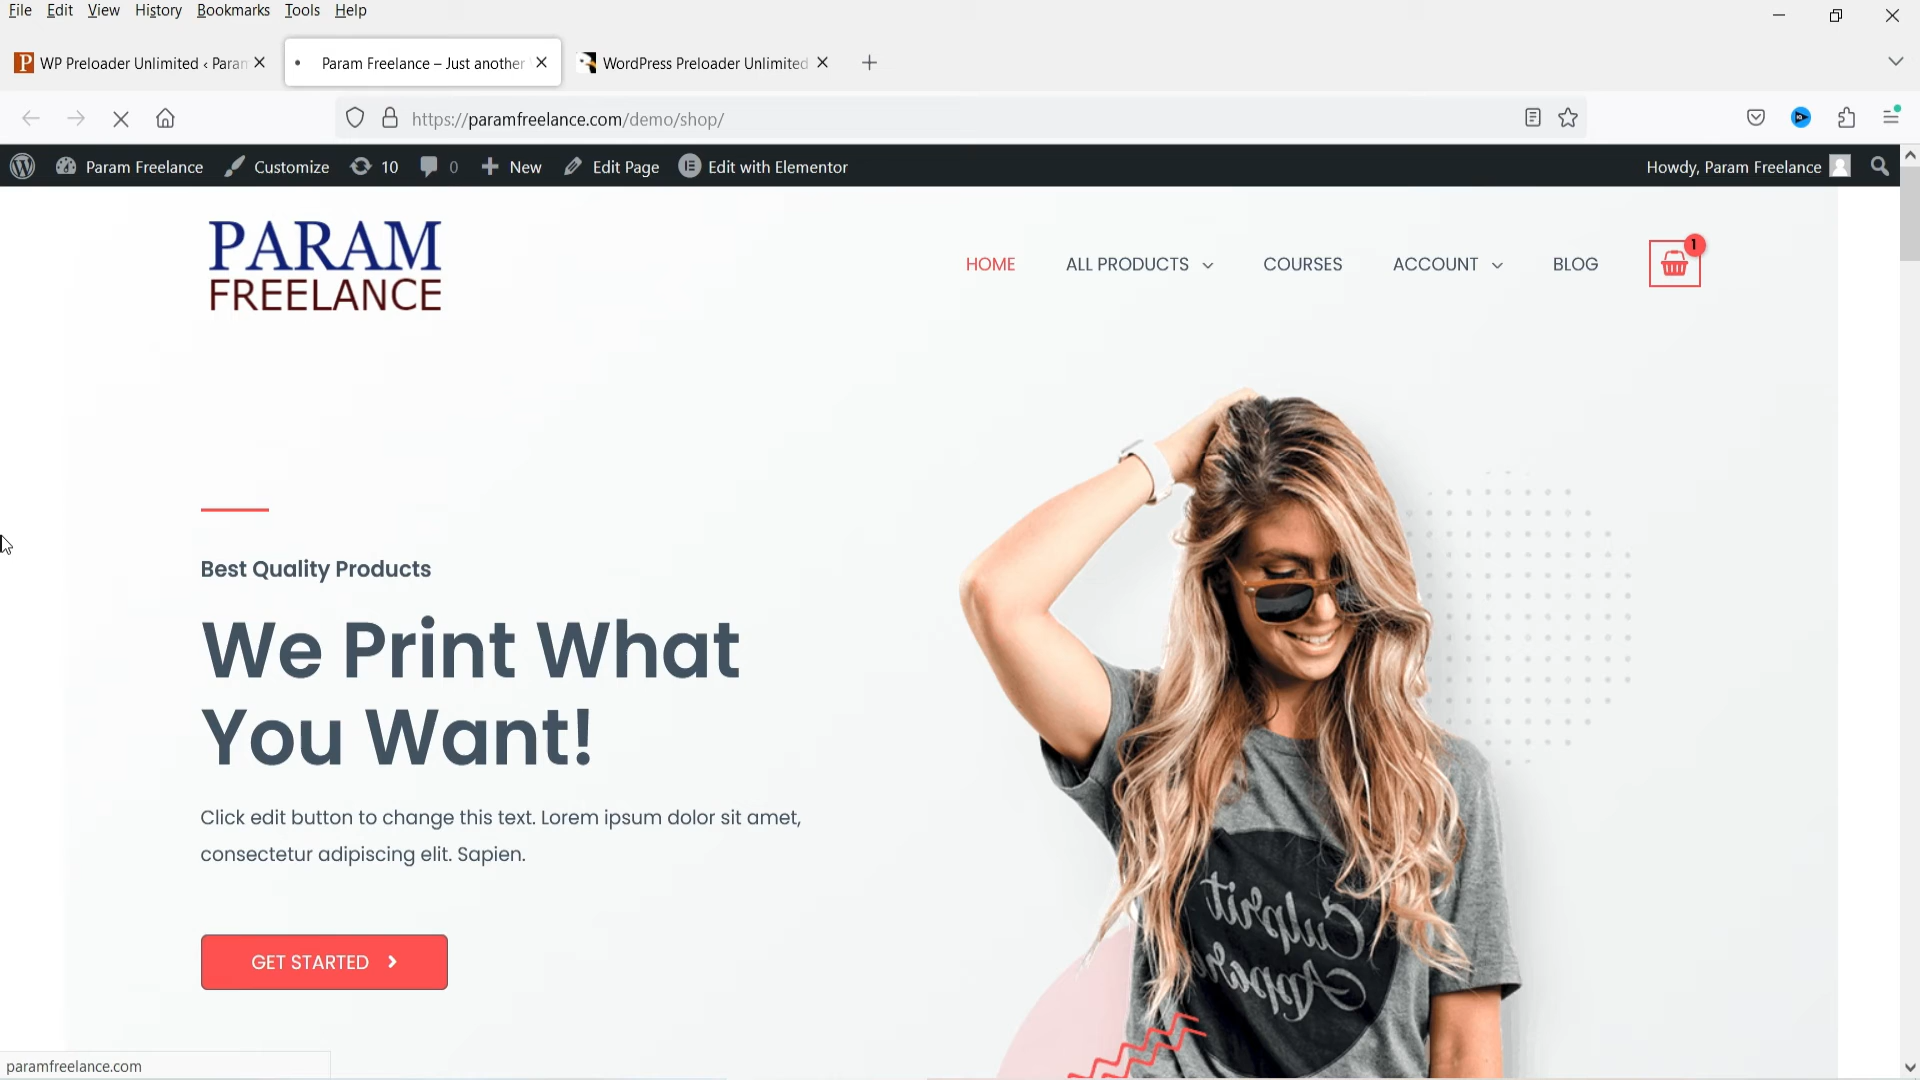 File Edit View History Bookmarks Tools Help
WP Preloader Unlimited ‹ Param
Param Freelance – Just another
WordPress Preloader Unlimited
https://paramfreelance.com/demo/shop/
Param Freelance Customize 10 0 New Edit Page Edit with Elementor Howdy, Param Freelance
PARAM
FREELANCE
HOME ALL PRODUCTS COURSES ACCOUNT BLOG 1
Best Quality Products
We Print What
You Want!
Click edit button to change this text. Lorem ipsum dolor sit amet,
consectetur adipiscing elit. Sapien.
GET STARTED
Culprit
Apparel
paramfreelance.com